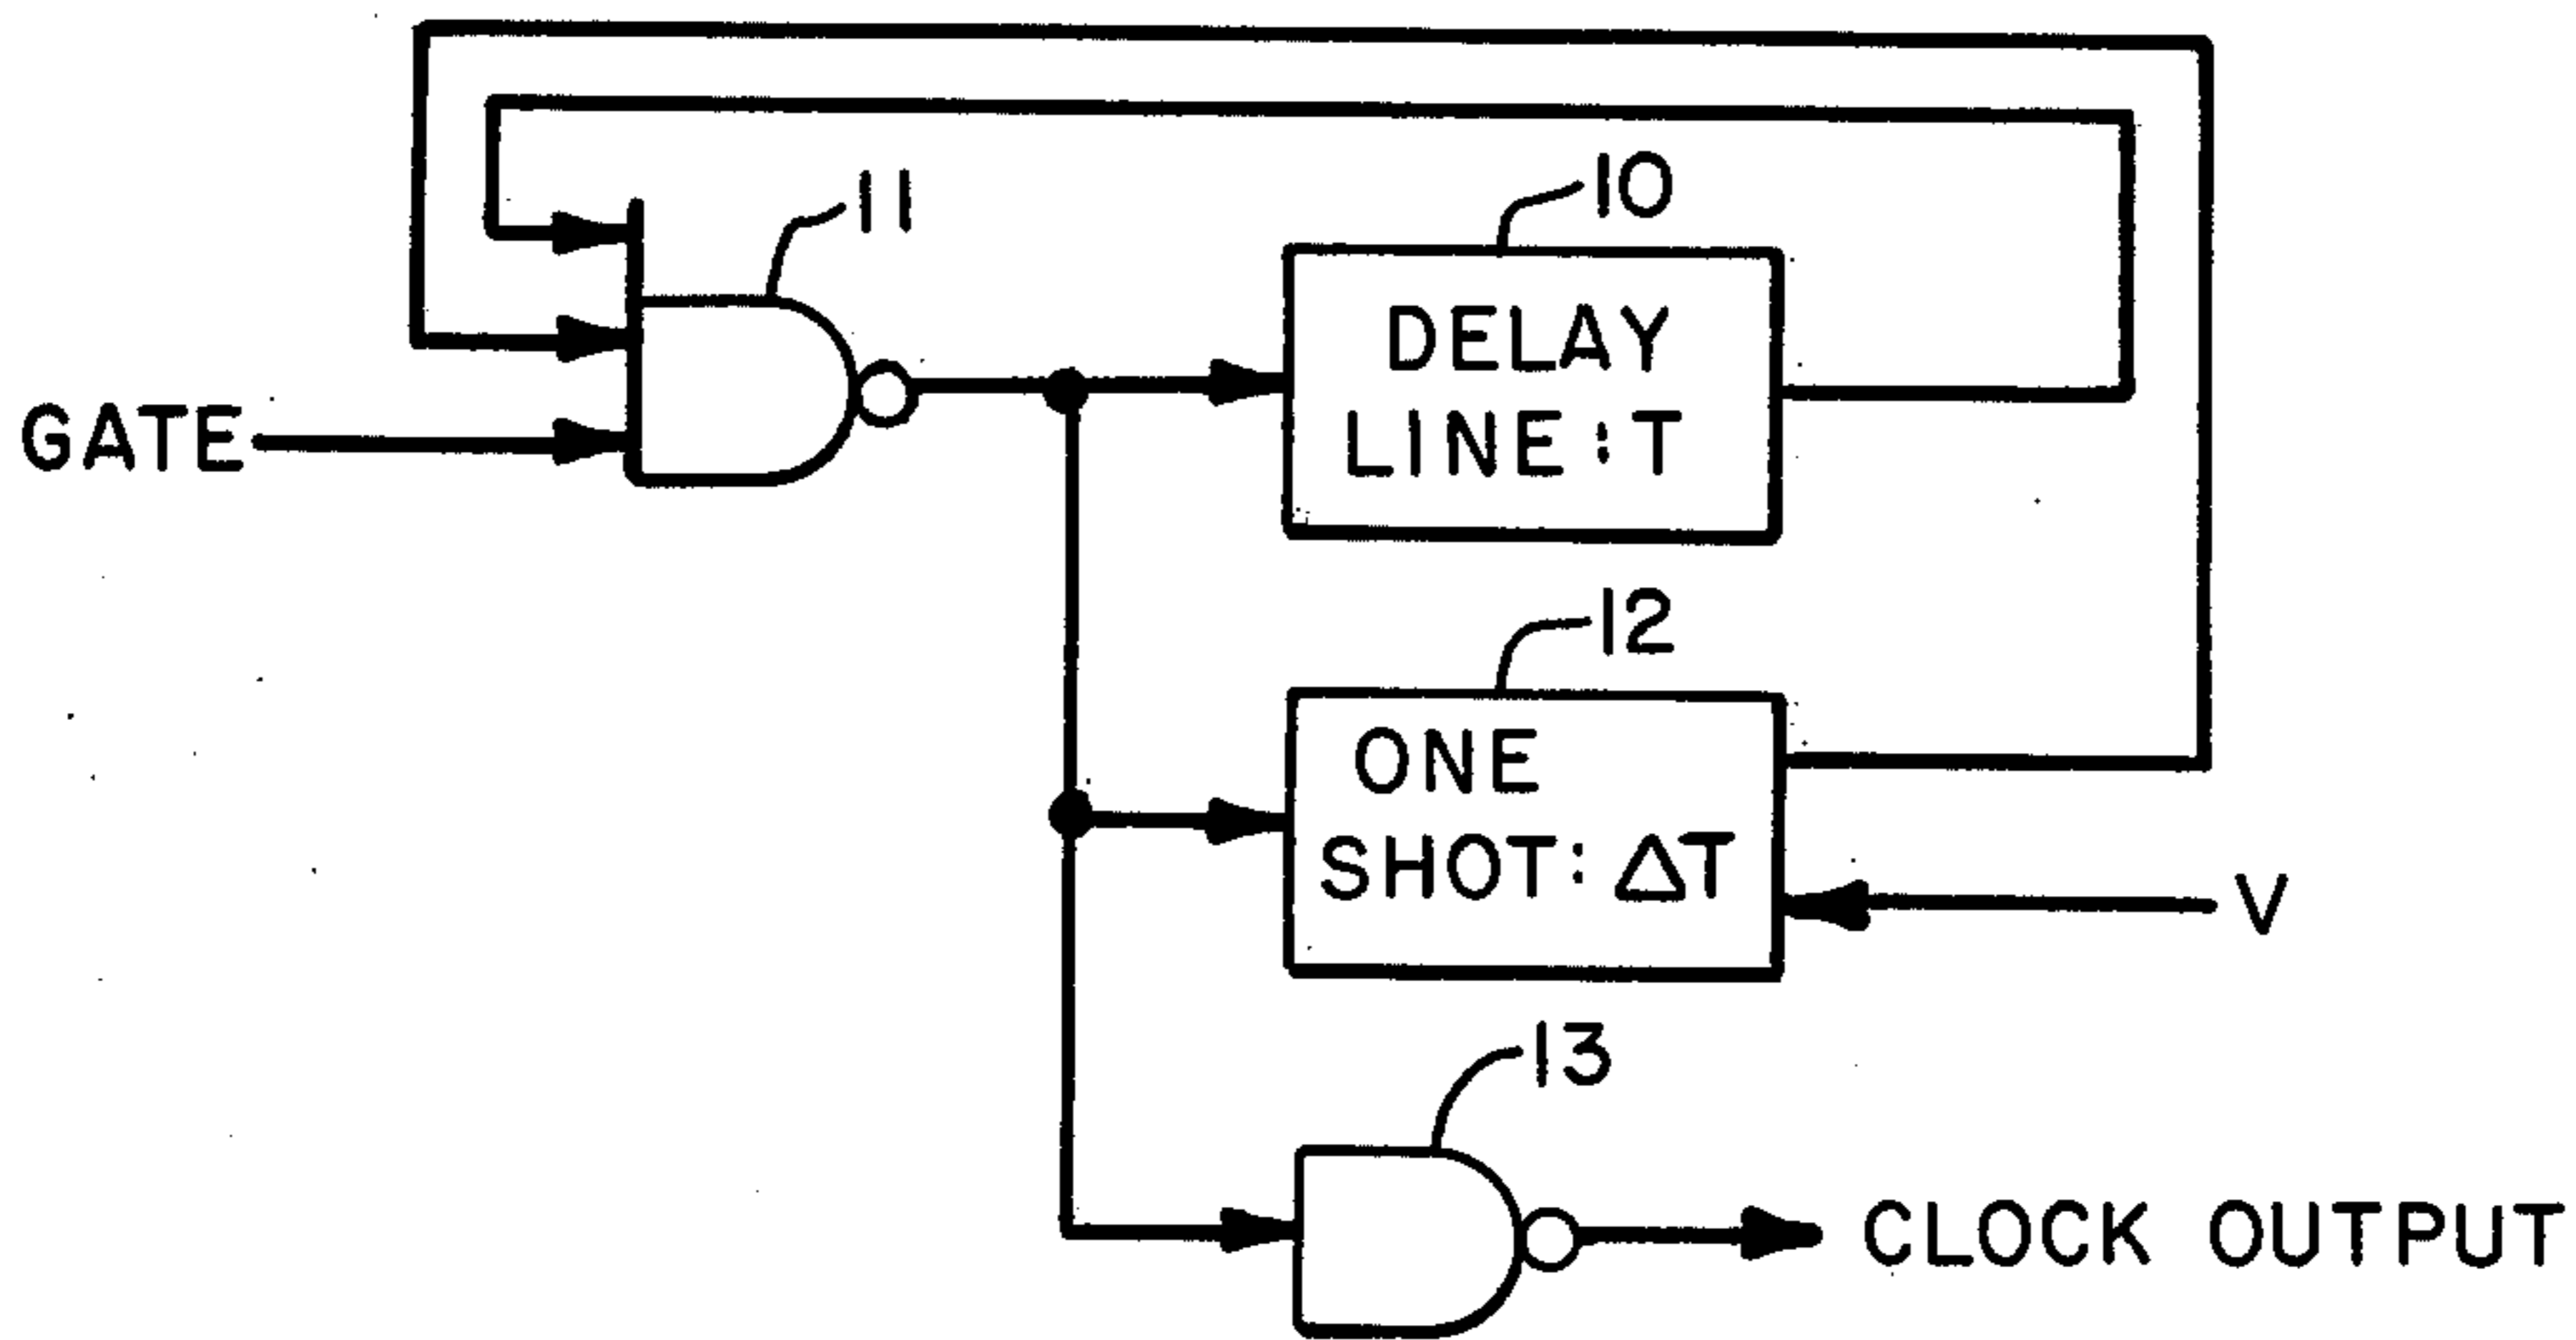 11
10
DELAY
LINE: T
GATE
12
ONE
SHOT: ΔT
V
13
CLOCK OUTPUT